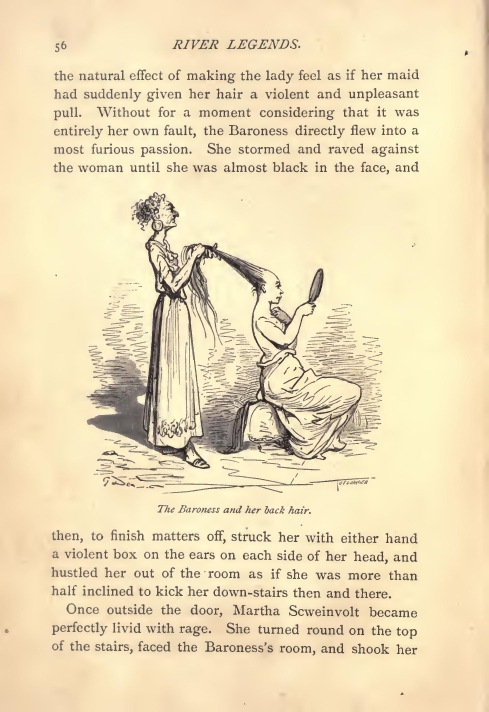 56 RIVER LEGENDS.
the natural effect of making the lady feel as if her maid
had suddenly given her hair a violent and unpleasant
pull. Without for a moment considering that it was
entirely her own fault, the Baroness directly flew into a
most furious passion. She stormed and raved against
the woman until she was almost black in the face, and
The Baroness and her back hair.
then, to finish matters off, struck her with either hand
a violent box on the ears on each side of her head, and
hustled her out of the room as if she was more than
half inclined to kick her down-stairs then and there.
Once outside the door, Martha Scweinvolt became
perfectly livid with rage. She turned round on the top
of the stairs, faced the Baroness's room, and shook her